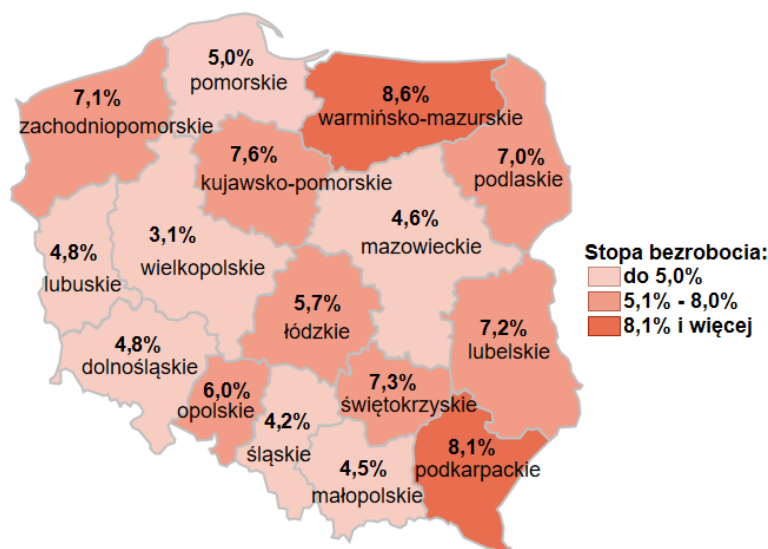 5,0%
pomorskie
7,1%
zachodniopomorskie
8,6%
warmińsko-mazurskie
7,6%
kujawsko-pomorskie
7,0%
podlaskie
4,8%
lubuskie
3,1%
wielkopolskie
4,6%
mazowieckie
Stopa bezrobocia:
do 5,0%
5,1% - 8,0%
8,1% i więcej
5,7%
łódzkie
7,2%
lubelskie
4,8%
dolnośląskie
6,0%
opolskie
4,2%
śląskie
7,3%
świętokrzyskie
4,5%
małopolskie
8,1%
podkarpackie